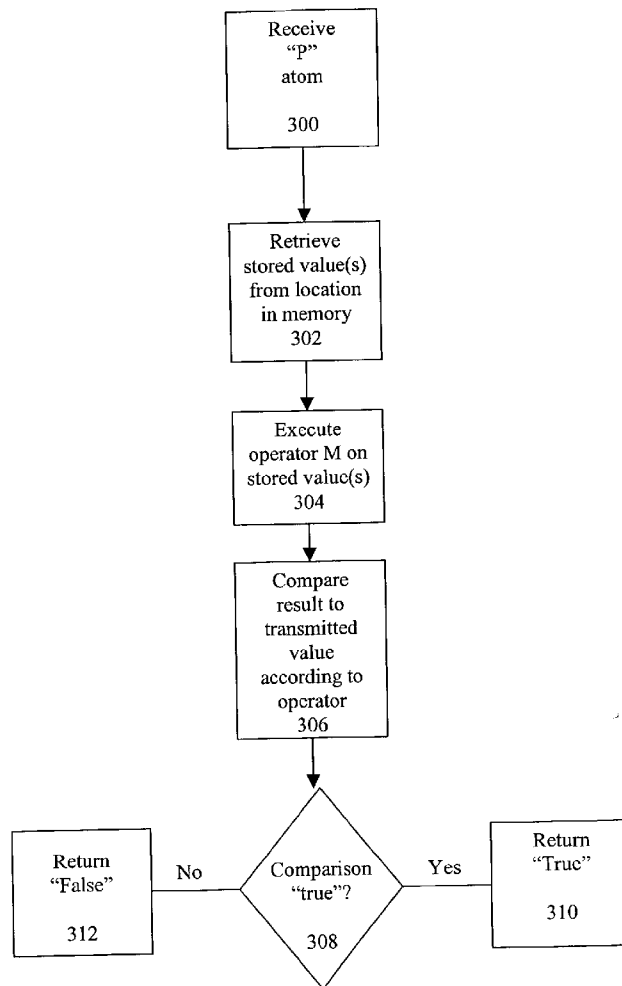 Receive
“P”
atom
300
Retrieve
stored value(s)
from location
in memory
302
Execute
operator M on
stored value(s)
304
Compare
result to
transmitted
value
according to
operator
306
Return
“False”
312
No
Comparison
“true”?
308
Yes
Return
“True”
310